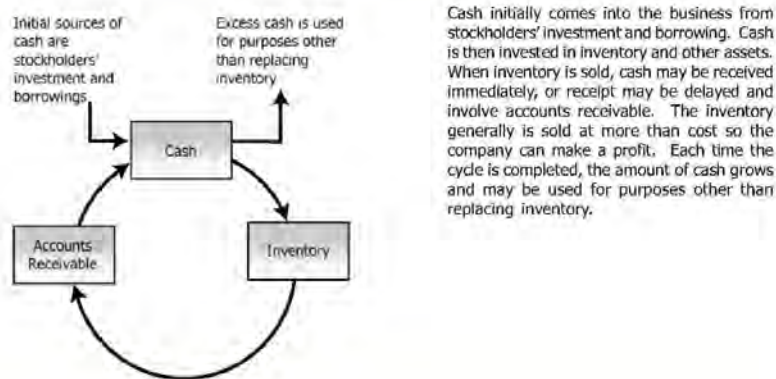 Initial sources of
cash are
stockholders'
investment and
borrowings
Excess cash is used
for purposes other
than replacing
inventory
Cash
Accounts
Receivable
Inventory
Cash initially comes into the business from
stockholders' investment and borrowing. Cash
is then invested in inventory and other assets.
When inventory is sold, cash may be received
immediately, or receipt may be delayed and
involve accounts receivable. The inventory
generally is sold at more than cost so the
company can make a profit. Each time the
cycle is completed, the amount of cash grows
and may be used for purposes other than
replacing inventory.